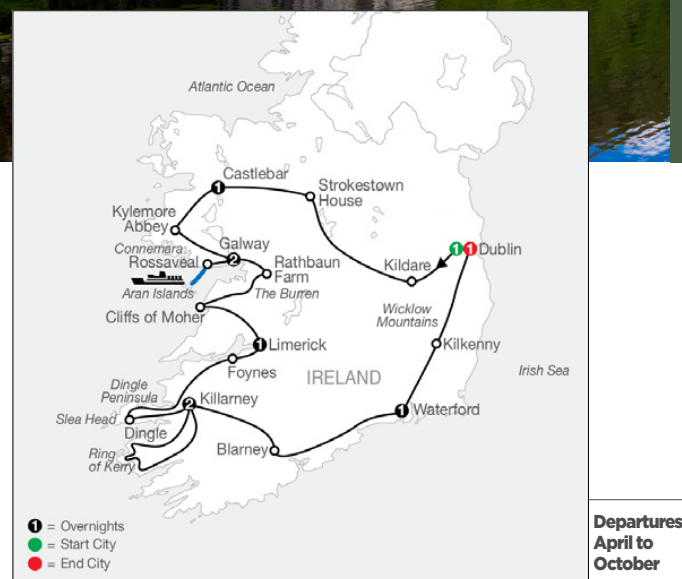 Atlantic Ocean
1
Castlebar
Strokestown
House
Kylemore
Abbey
Connemara
Galway
2
Rossaveal
Rathbaun
Farm
Aran Islands
The Burren
Cliffs of Moher
Kildare
1
1
Dublin
Wicklow
Mountains
1
Limerick
Kilkenny
Foynes
IRELAND
Irish Sea
Dingle
Peninsula
2
Killarney
Slea Head
Dingle
1
Waterford
Ring
of Kerry
Blarney
1 = Overnights
= Start City
= End City
Departures
April to
October